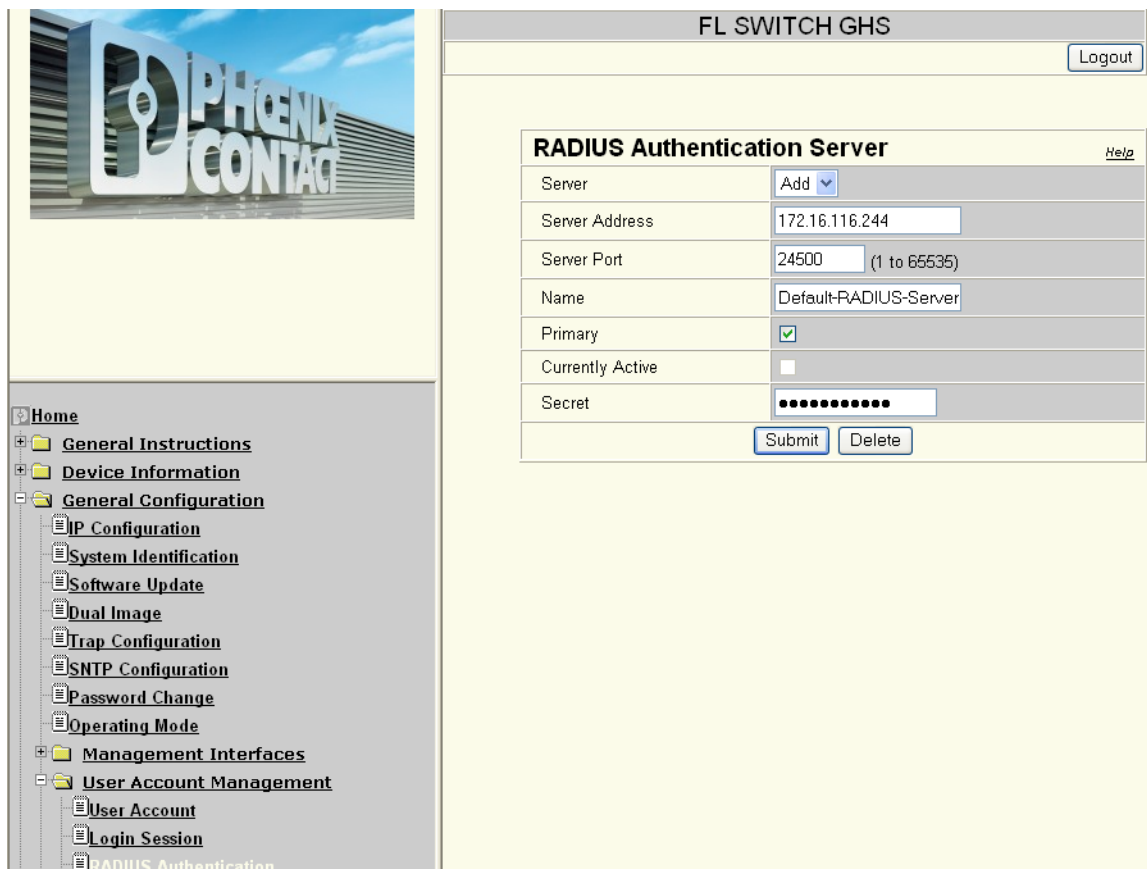 PHŒNIX
CONTACT
FL SWITCH GHS
Logout
RADIUS Authentication Server
Help
Server
Add
Server Address
172.16.116.244
Server Port
24500 (1 to 65535)
Name
Default-RADIUS-Server
Primary
Currently Active
Secret
●●●●●●●●●●●
Submit
Delete
Home
General Instructions
Device Information
General Configuration
IP Configuration
System Identification
Software Update
Dual Image
Trap Configuration
SNTP Configuration
Password Change
Operating Mode
Management Interfaces
User Account Management
User Account
Login Session
RADIUS Authentication